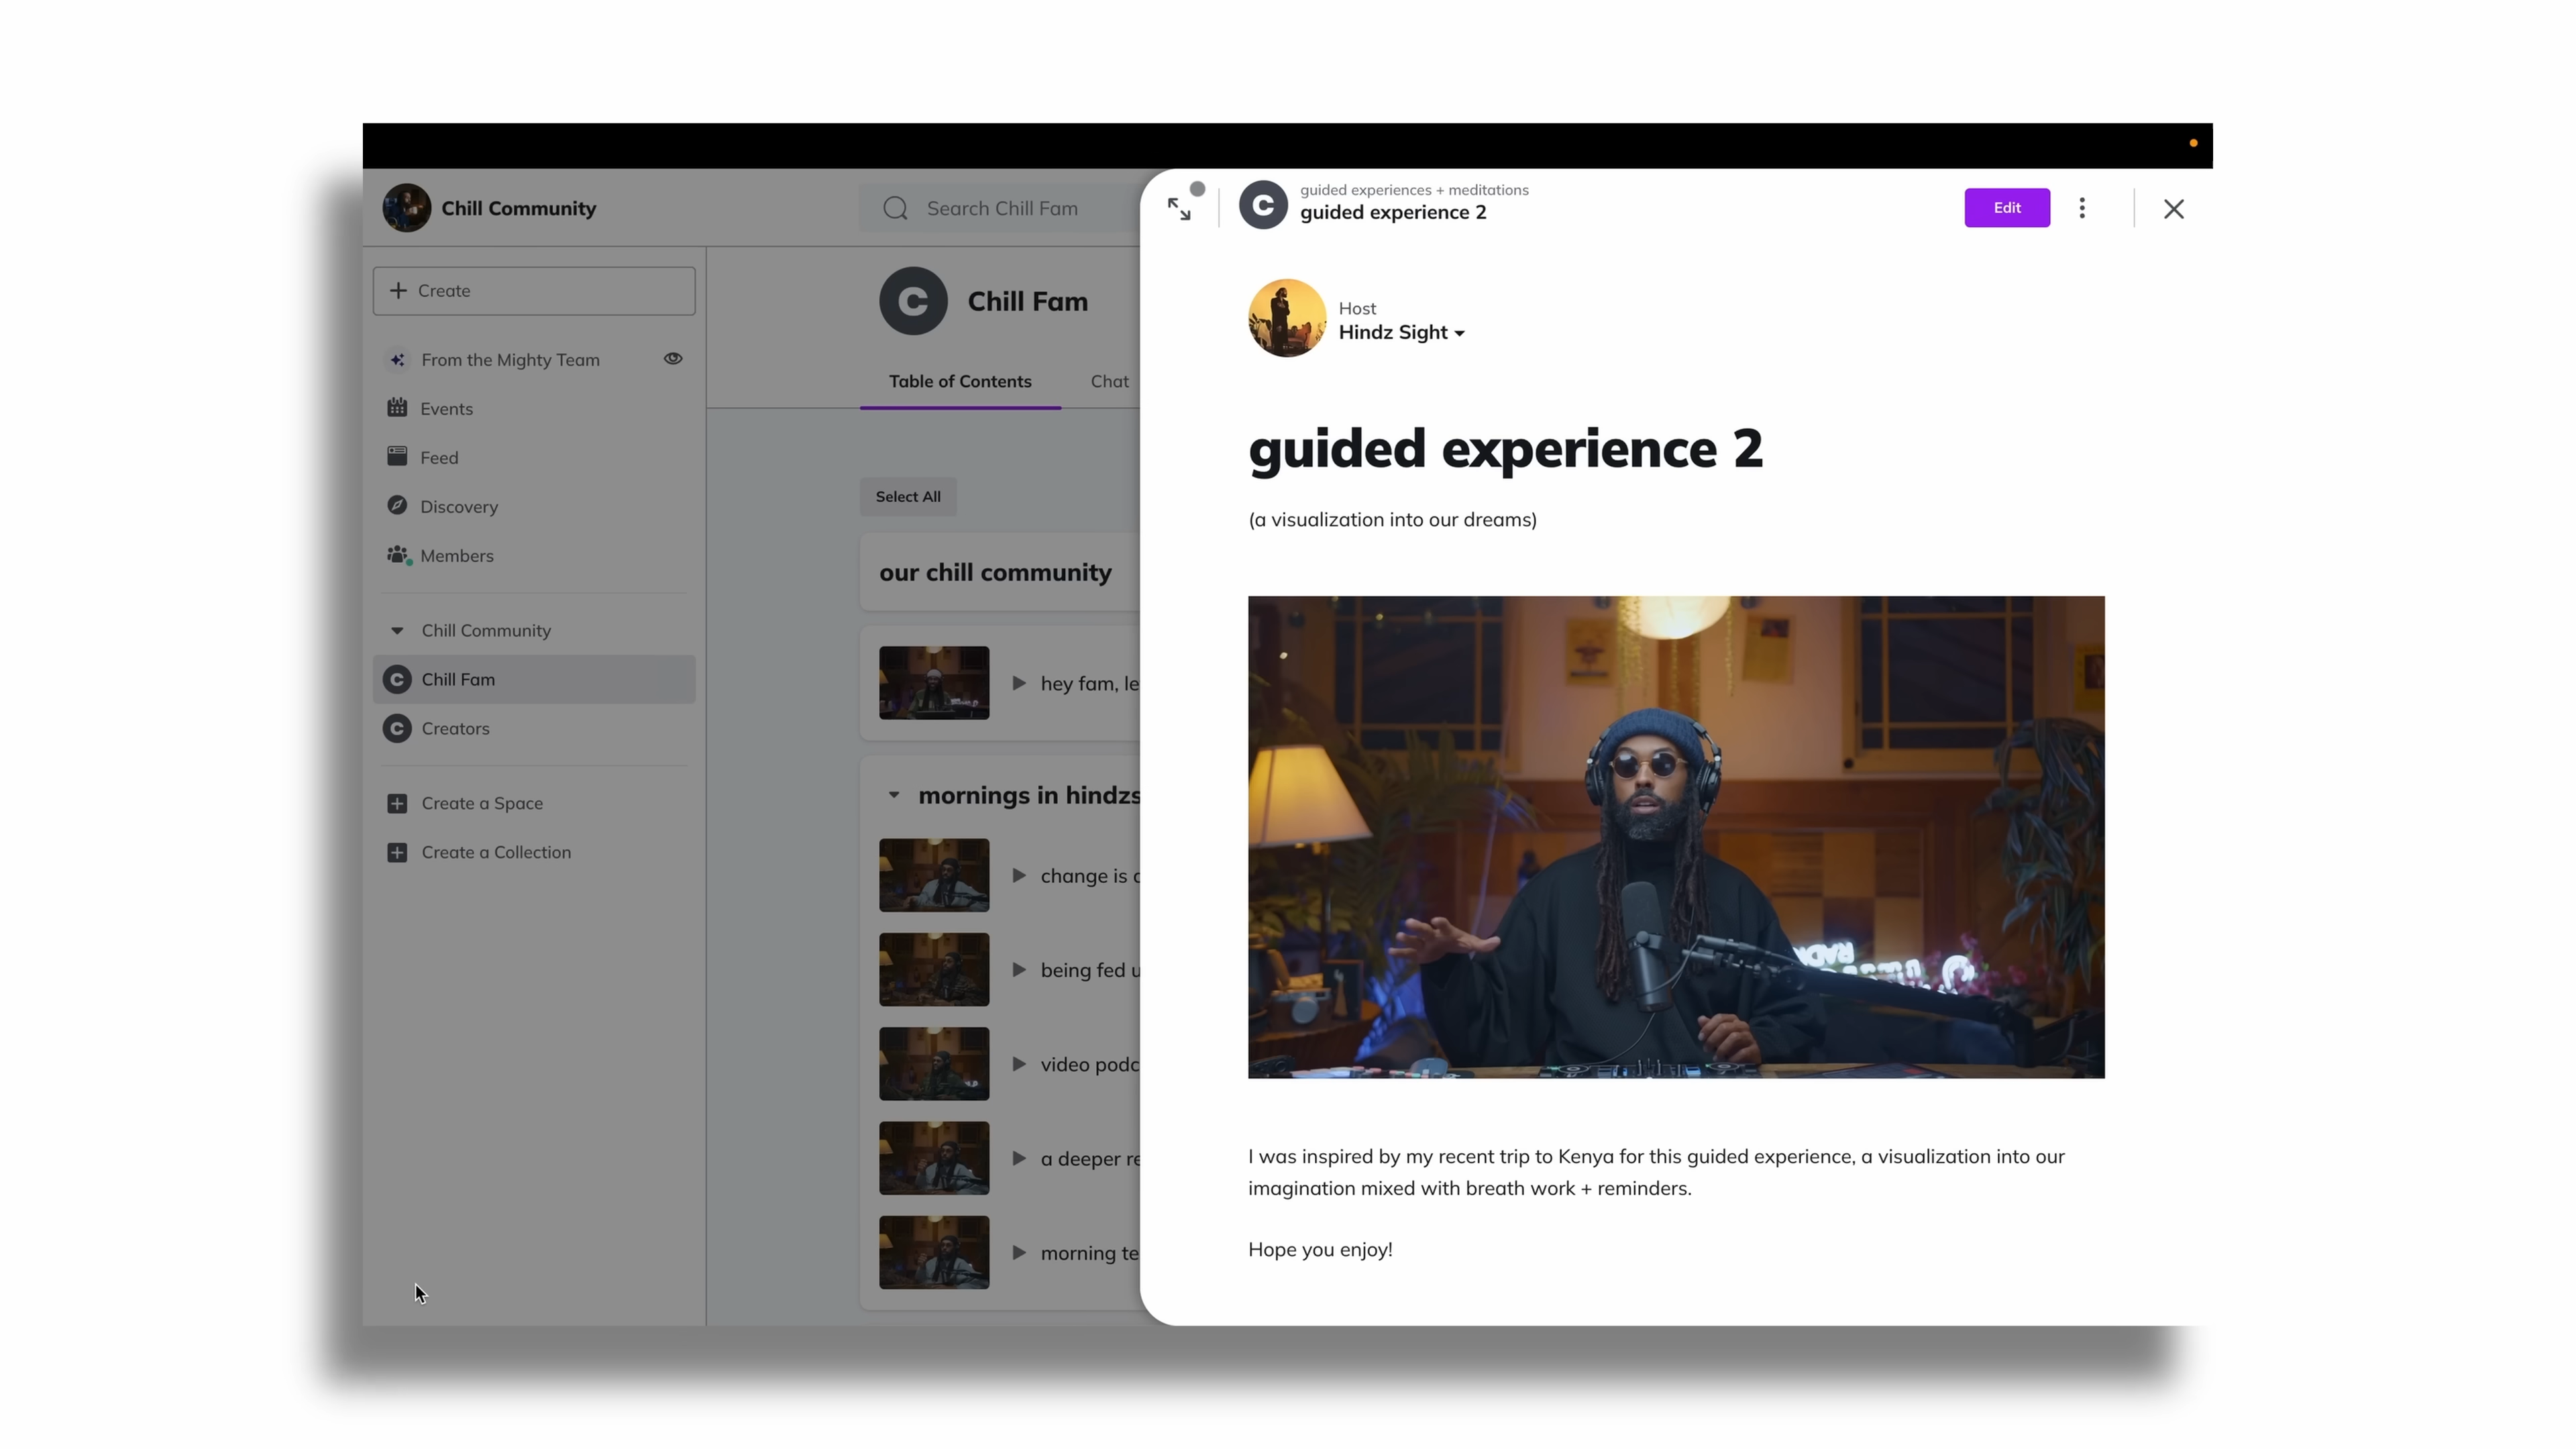 Chill Community
Search Chill Fam
Create
From the Mighty Team
Events
Feed
Discovery
Members
Chill Community
C Chill Fam
C Creators
Create a Space
Create a Collection
C Chill Fam
Table of Contents
Chat
Select All
our chill community
hey fam,
mornings in
change is
being fed
video
a deeper
morning
C guided experiences + meditations
guided experience 2
Edit
Host
Hindz Sight
guided experience 2
(a visualization into our dreams)
I was inspired by my recent trip to Kenya for this guided experience, a visualization into our
imagination mixed with breath work + reminders.
Hope you enjoy!